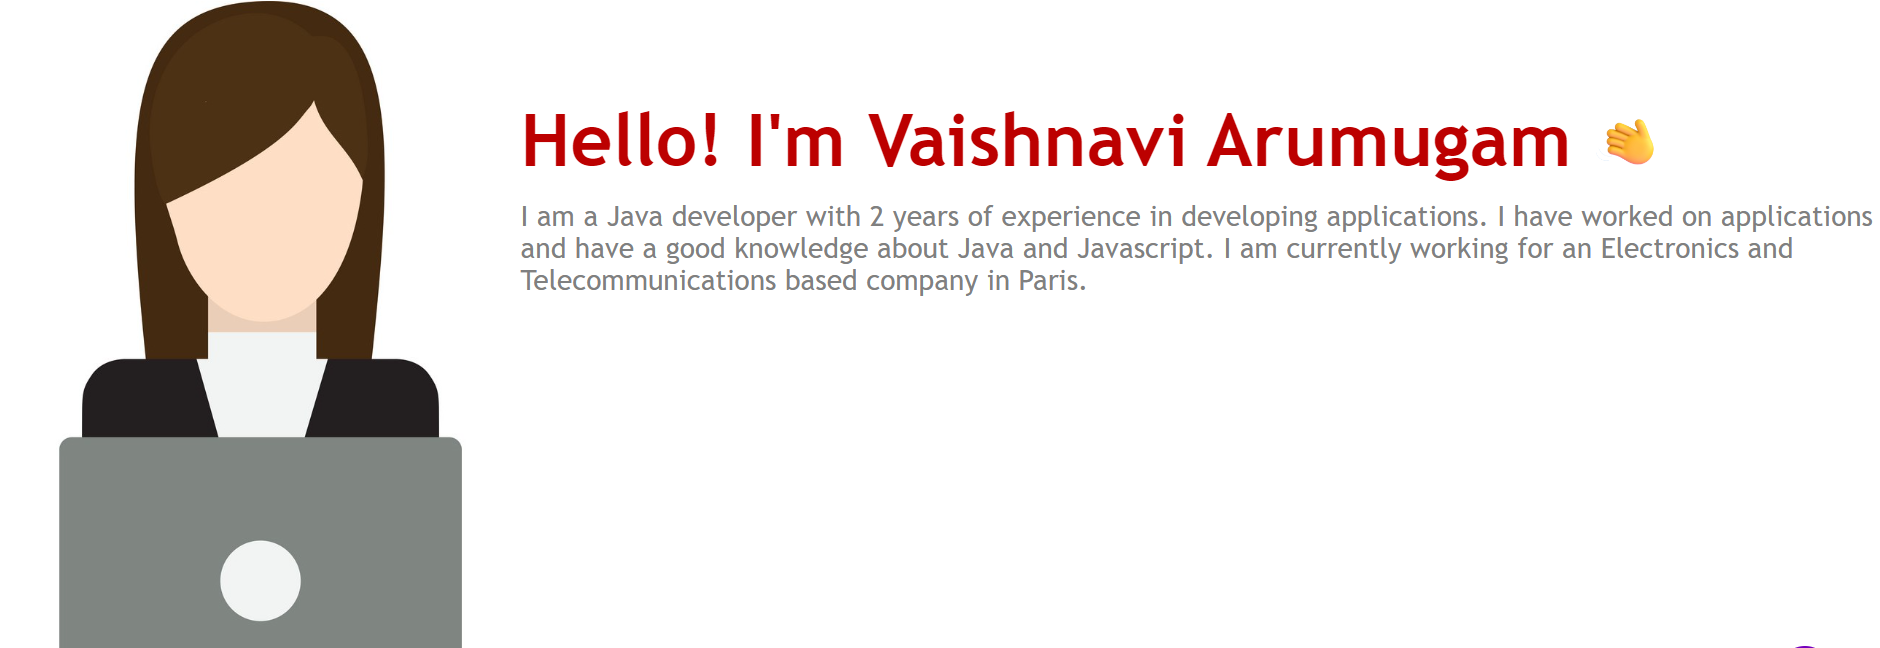 Hello! I'm Vaishnavi Arumugam 👋
I am a Java developer with 2 years of experience in developing applications. I have worked on applications
and have a good knowledge about Java and Javascript. I am currently working for an Electronics and
Telecommunications based company in Paris.